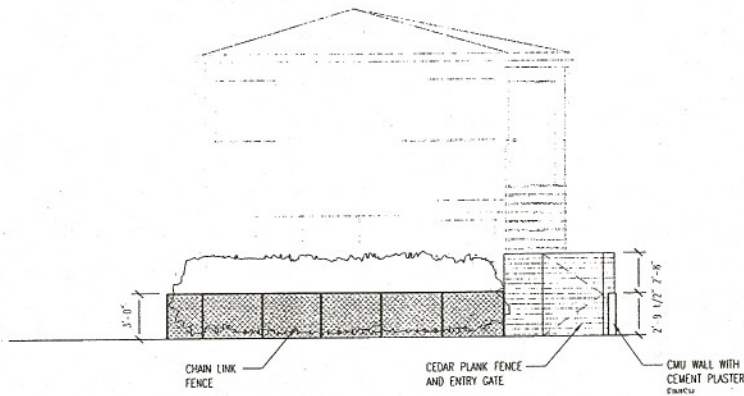 2'-8"
3'-0"
2'-9 1/2"
CHAIN LINK
FENCE
CEDAR PLANK FENCE
AND ENTRY GATE
CMU WALL WITH
CEMENT PLASTER
FINISH